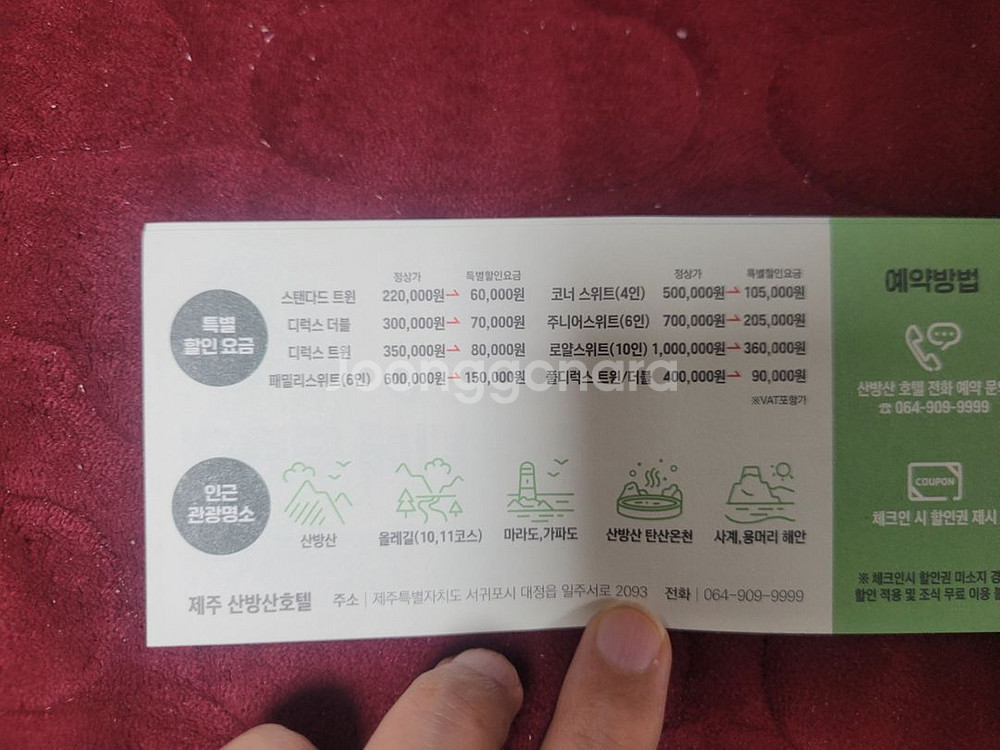 정상가 특별할인요금 정상가 특별할인요금
특별
할인 요금
스탠다드 트윈 220,000원→ 60,000원 코너 스위트(4인) 500,000원→ 105,000원
디럭스 더블 300,000원→ 70,000원 주니어스위트(6인) 700,000원→ 205,000원
디럭스 트윈 350,000원→ 80,000원 로얄스위트(10인) 1,000,000원→ 360,000원
패밀리스위트(6인) 600,000원→ 150,000원 풀디럭스 트윈/더블 400,000원→ 90,000원
※VAT포함가
joonggonara
인근
관광명소
산방산 올레길(10,11코스) 마라도,가파도 산방산 탄산온천 사계,용머리 해안
제주 산방산호텔 주소 | 제주특별자치도 서귀포시 대정읍 일주서로 2093 전화 | 064-909-9999
예약방법
산방산 호텔 전화 예약
☎ 064-909-9999
COUPON
체크인 시 할인권 제시
※ 체크인시 할인권 미소지
할인 적용 및 조식 무료 이용